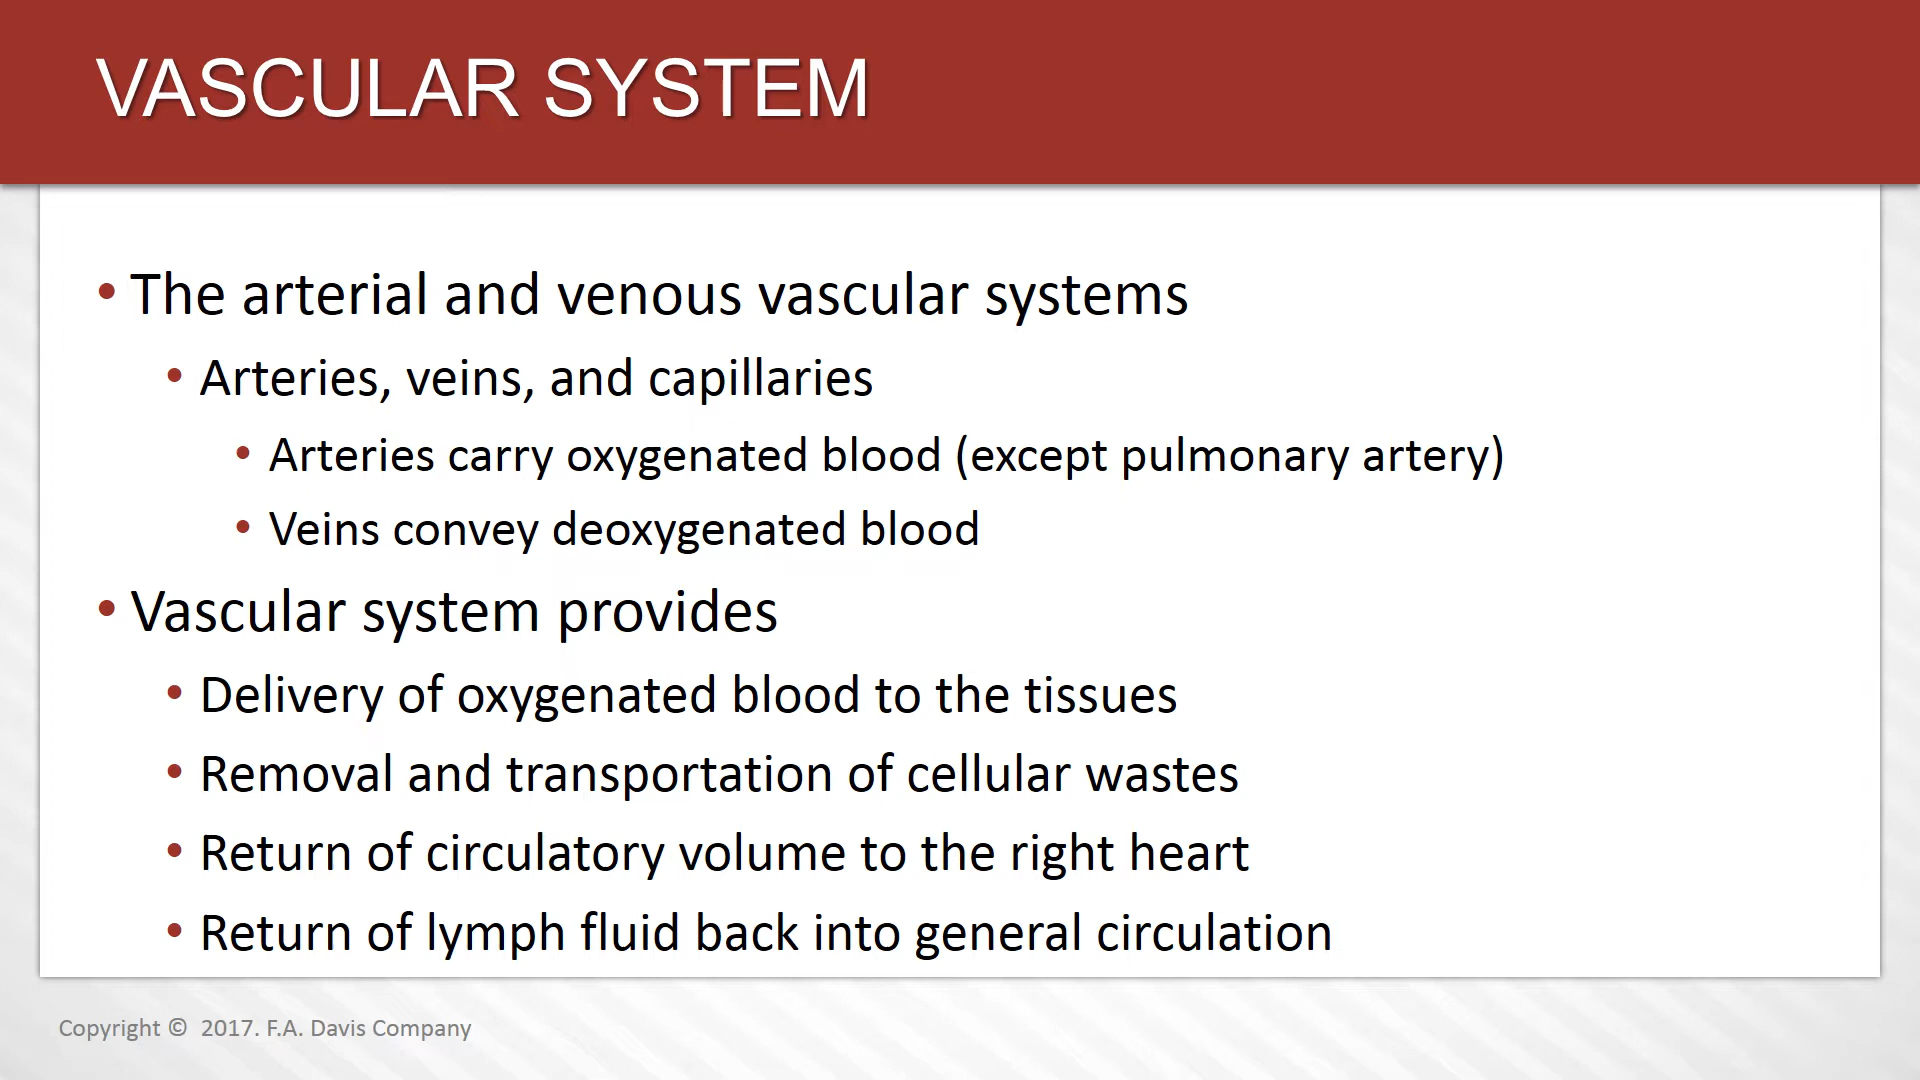 VASCULAR SYSTEM
• The arterial and venous vascular systems
• Arteries, veins, and capillaries
• Arteries carry oxygenated blood (except pulmonary artery)
• Veins convey deoxygenated blood
• Vascular system provides
• Delivery of oxygenated blood to the tissues
• Removal and transportation of cellular wastes
• Return of circulatory volume to the right heart
• Return of lymph fluid back into general circulation
Copyright © 2017. F.A. Davis Company